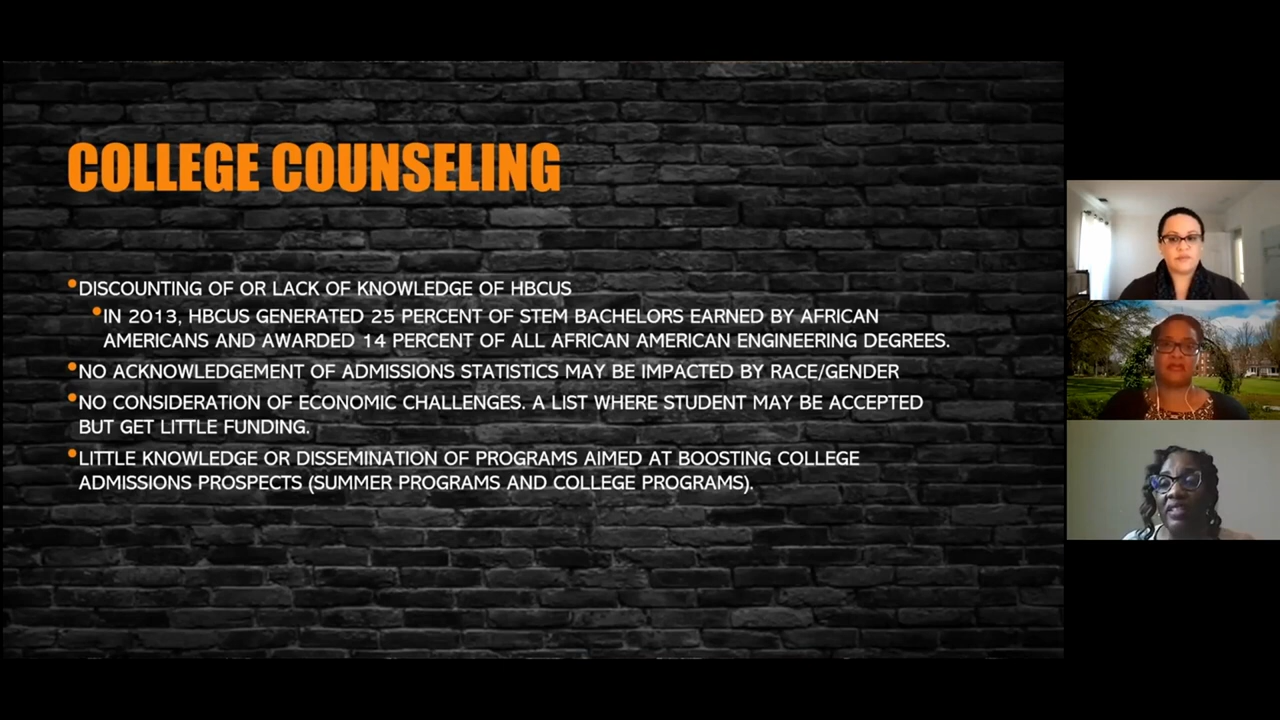 COLLEGE COUNSELING
•DISCOUNTING OF OR LACK OF KNOWLEDGE OF HBCUS
•IN 2013, HBCUS GENERATED 25 PERCENT OF STEM BACHELORS EARNED BY AFRICAN
AMERICANS AND AWARDED 14 PERCENT OF ALL AFRICAN AMERICAN ENGINEERING DEGREES.
•NO ACKNOWLEDGEMENT OF ADMISSIONS STATISTICS MAY BE IMPACTED BY RACE/GENDER
•NO CONSIDERATION OF ECONOMIC CHALLENGES. A LIST WHERE STUDENT MAY BE ACCEPTED
BUT GET LITTLE FUNDING.
•LITTLE KNOWLEDGE OR DISSEMINATION OF PROGRAMS AIMED AT BOOSTING COLLEGE
ADMISSIONS PROSPECTS (SUMMER PROGRAMS AND COLLEGE PROGRAMS).